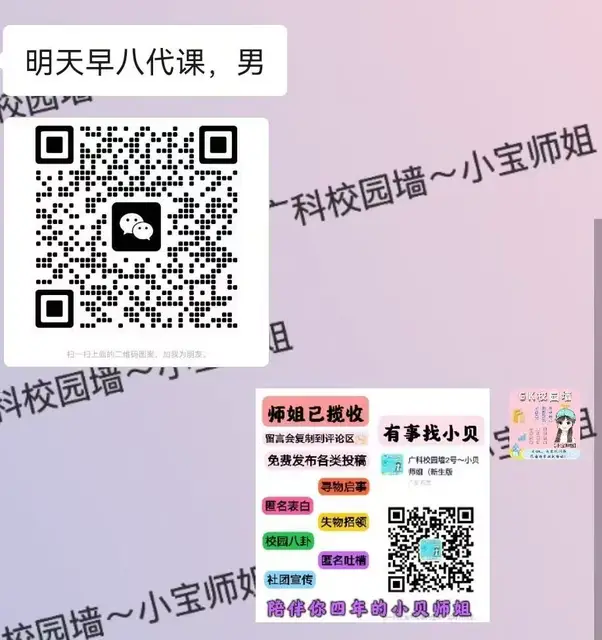 明天早八代课，男
校园墙
广科校园墙～小宝师姐
扫一扫上面的二维码图案，加我为朋友。
科校园墙～小宝师姐
师姐已揽收
留言会复制到评论区
免费发布各类投稿
寻物启事
匿名表白
失物招领
校园八卦
匿名吐槽
社团宣传
有事找小贝
广科校园墙2号～小贝
师姐（新生版
陪伴你四年的小贝师姐
GK校园墙
校园墙～小宝师姐